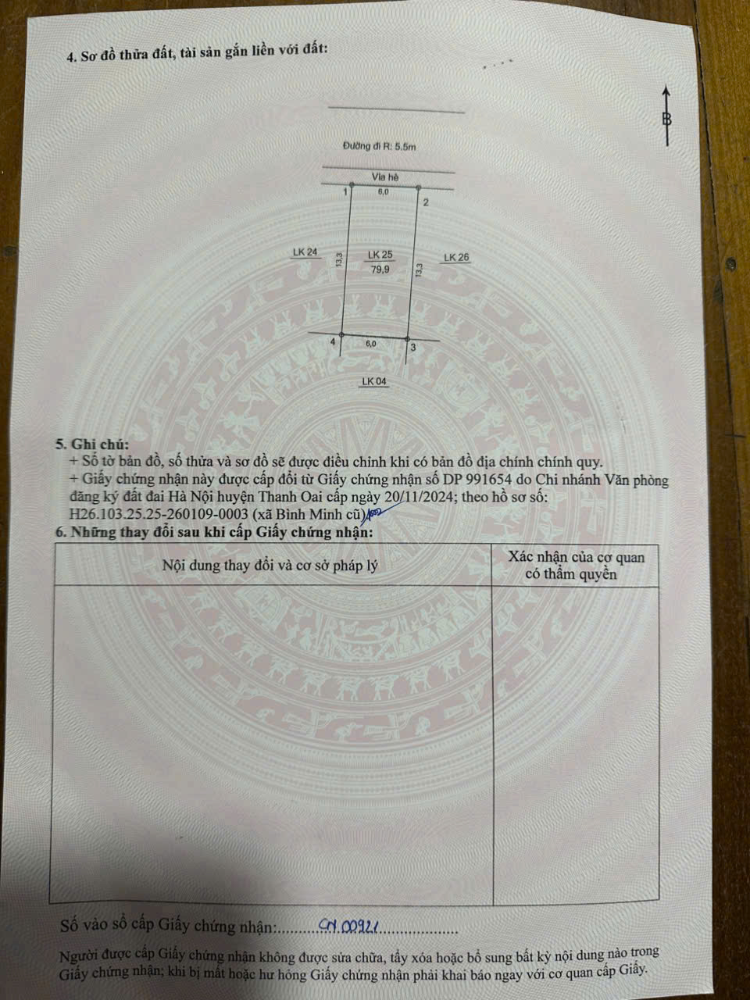 4. Sơ đồ thửa đất, tài sản gắn liền với đất:
B
Đường đi R: 5.5m
Vỉa hè
1
6,0
2
LK 24
13,3
LK 25
79,9
13,3
LK 26
4
6,0
3
LK 04
5. Ghi chú:
+ Số tờ bản đồ, số thửa và sơ đồ sẽ được điều chỉnh khi có bản đồ địa chính chính quy.
+ Giấy chứng nhận này được cấp đổi từ Giấy chứng nhận số DP 991654 do Chi nhánh Văn phòng
đăng ký đất đai Hà Nội huyện Thanh Oai cấp ngày 20/11/2024; theo hồ sơ số:
H26.103.25.25-260109-0003 (xã Bình Minh cũ)
6. Những thay đổi sau khi cấp Giấy chứng nhận:
Nội dung thay đổi và cơ sở pháp lý
Xác nhận của cơ quan
có thẩm quyền
Số vào sổ cấp Giấy chứng nhận:.......CN 00921..................
Người được cấp Giấy chứng nhận không được sửa chữa, tẩy xóa hoặc bổ sung bất kỳ nội dung nào trong
Giấy chứng nhận; khi bị mất hoặc hư hỏng Giấy chứng nhận phải khai báo ngay với cơ quan cấp Giấy.